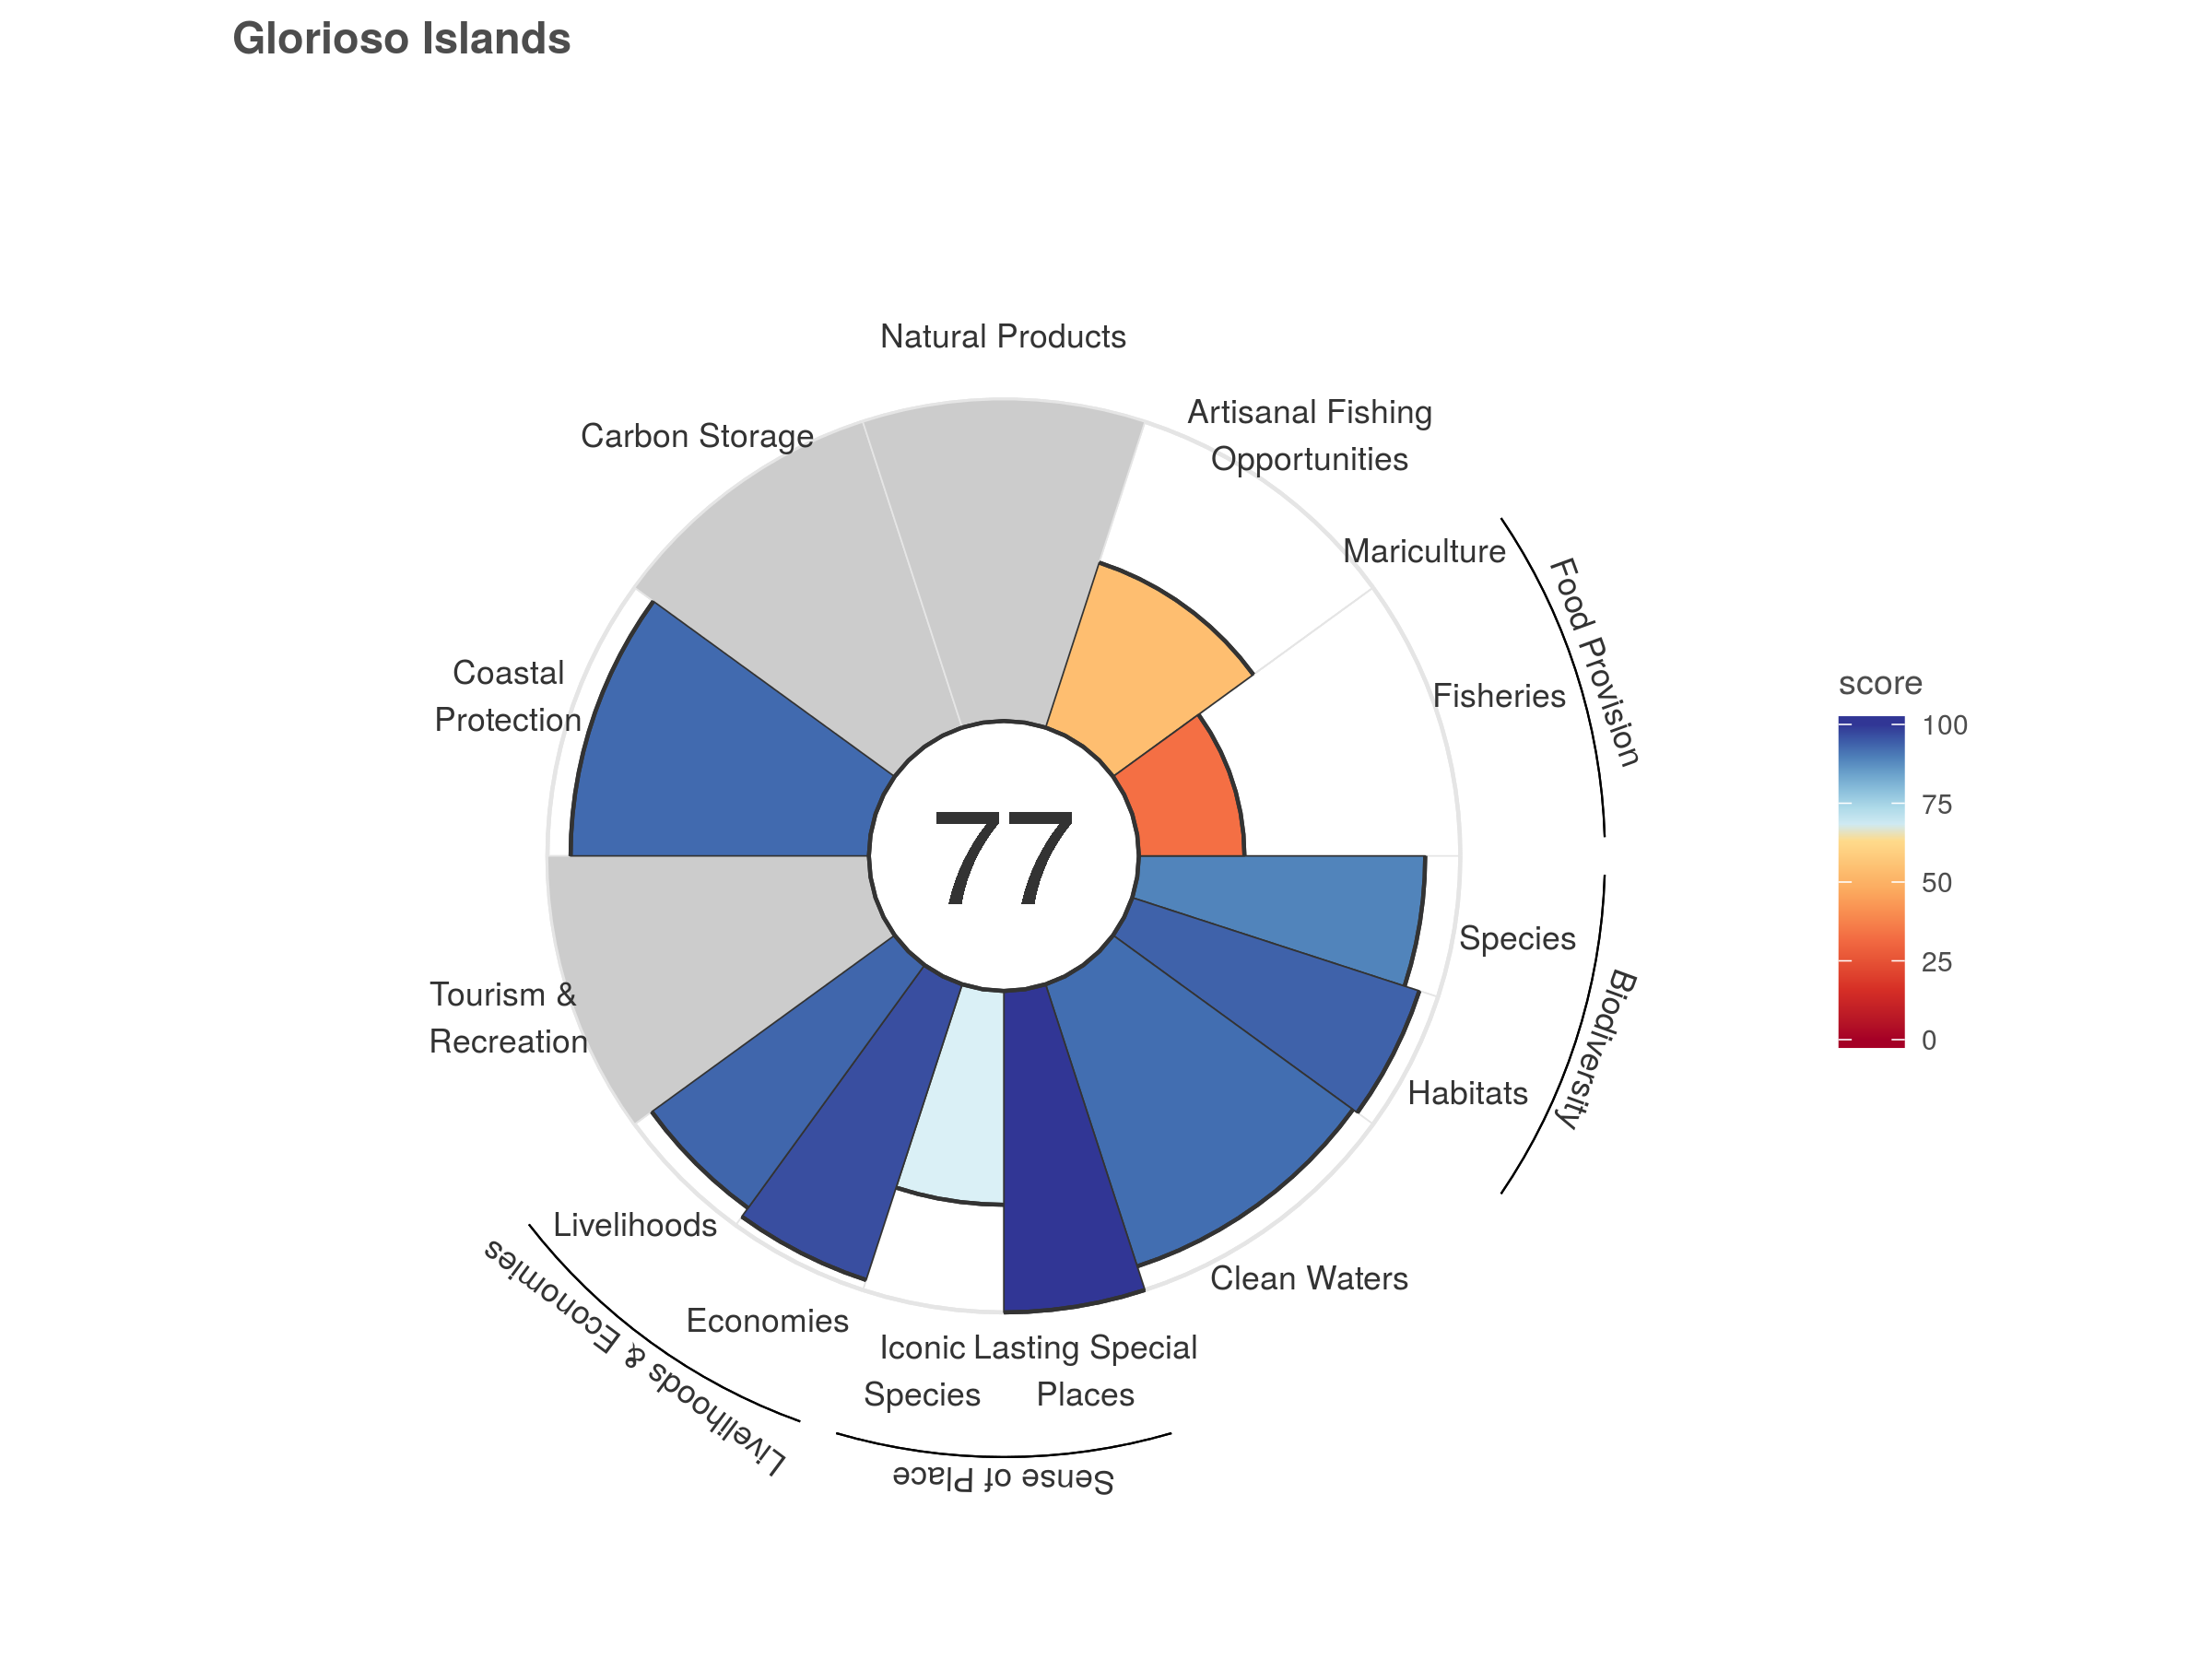 Glorioso Islands
Natural Products
Artisanal Fishing
Opportunities
Carbon Storage
Mariculture
Food Provision
Fisheries
Coastal
Protection
score
100
75
50
25
0
77
Species
Biodiversity
Habitats
Tourism &
Recreation
Livelihoods
Clean Waters
Economies
Livelihoods & Economies
Iconic
Species
Lasting Special
Places
Sense of Place